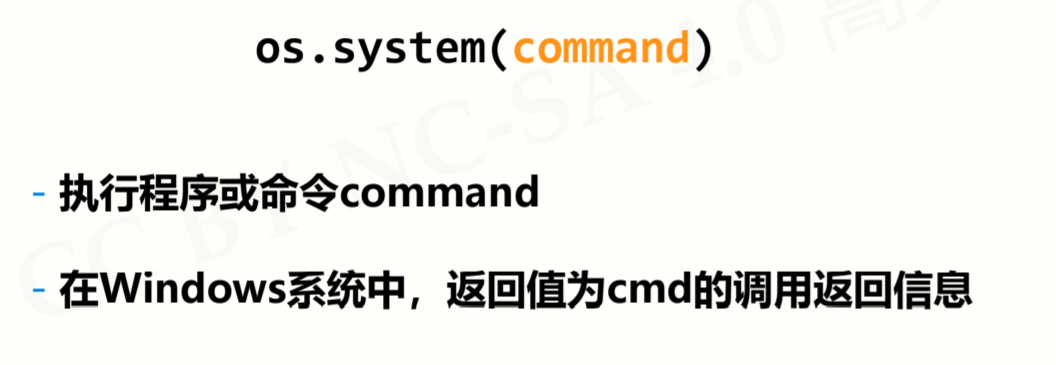 os.system(command)
- 执行程序或命令command
- 在Windows系统中，返回值为cmd的调用返回信息
CC BY NC-SA 4.0